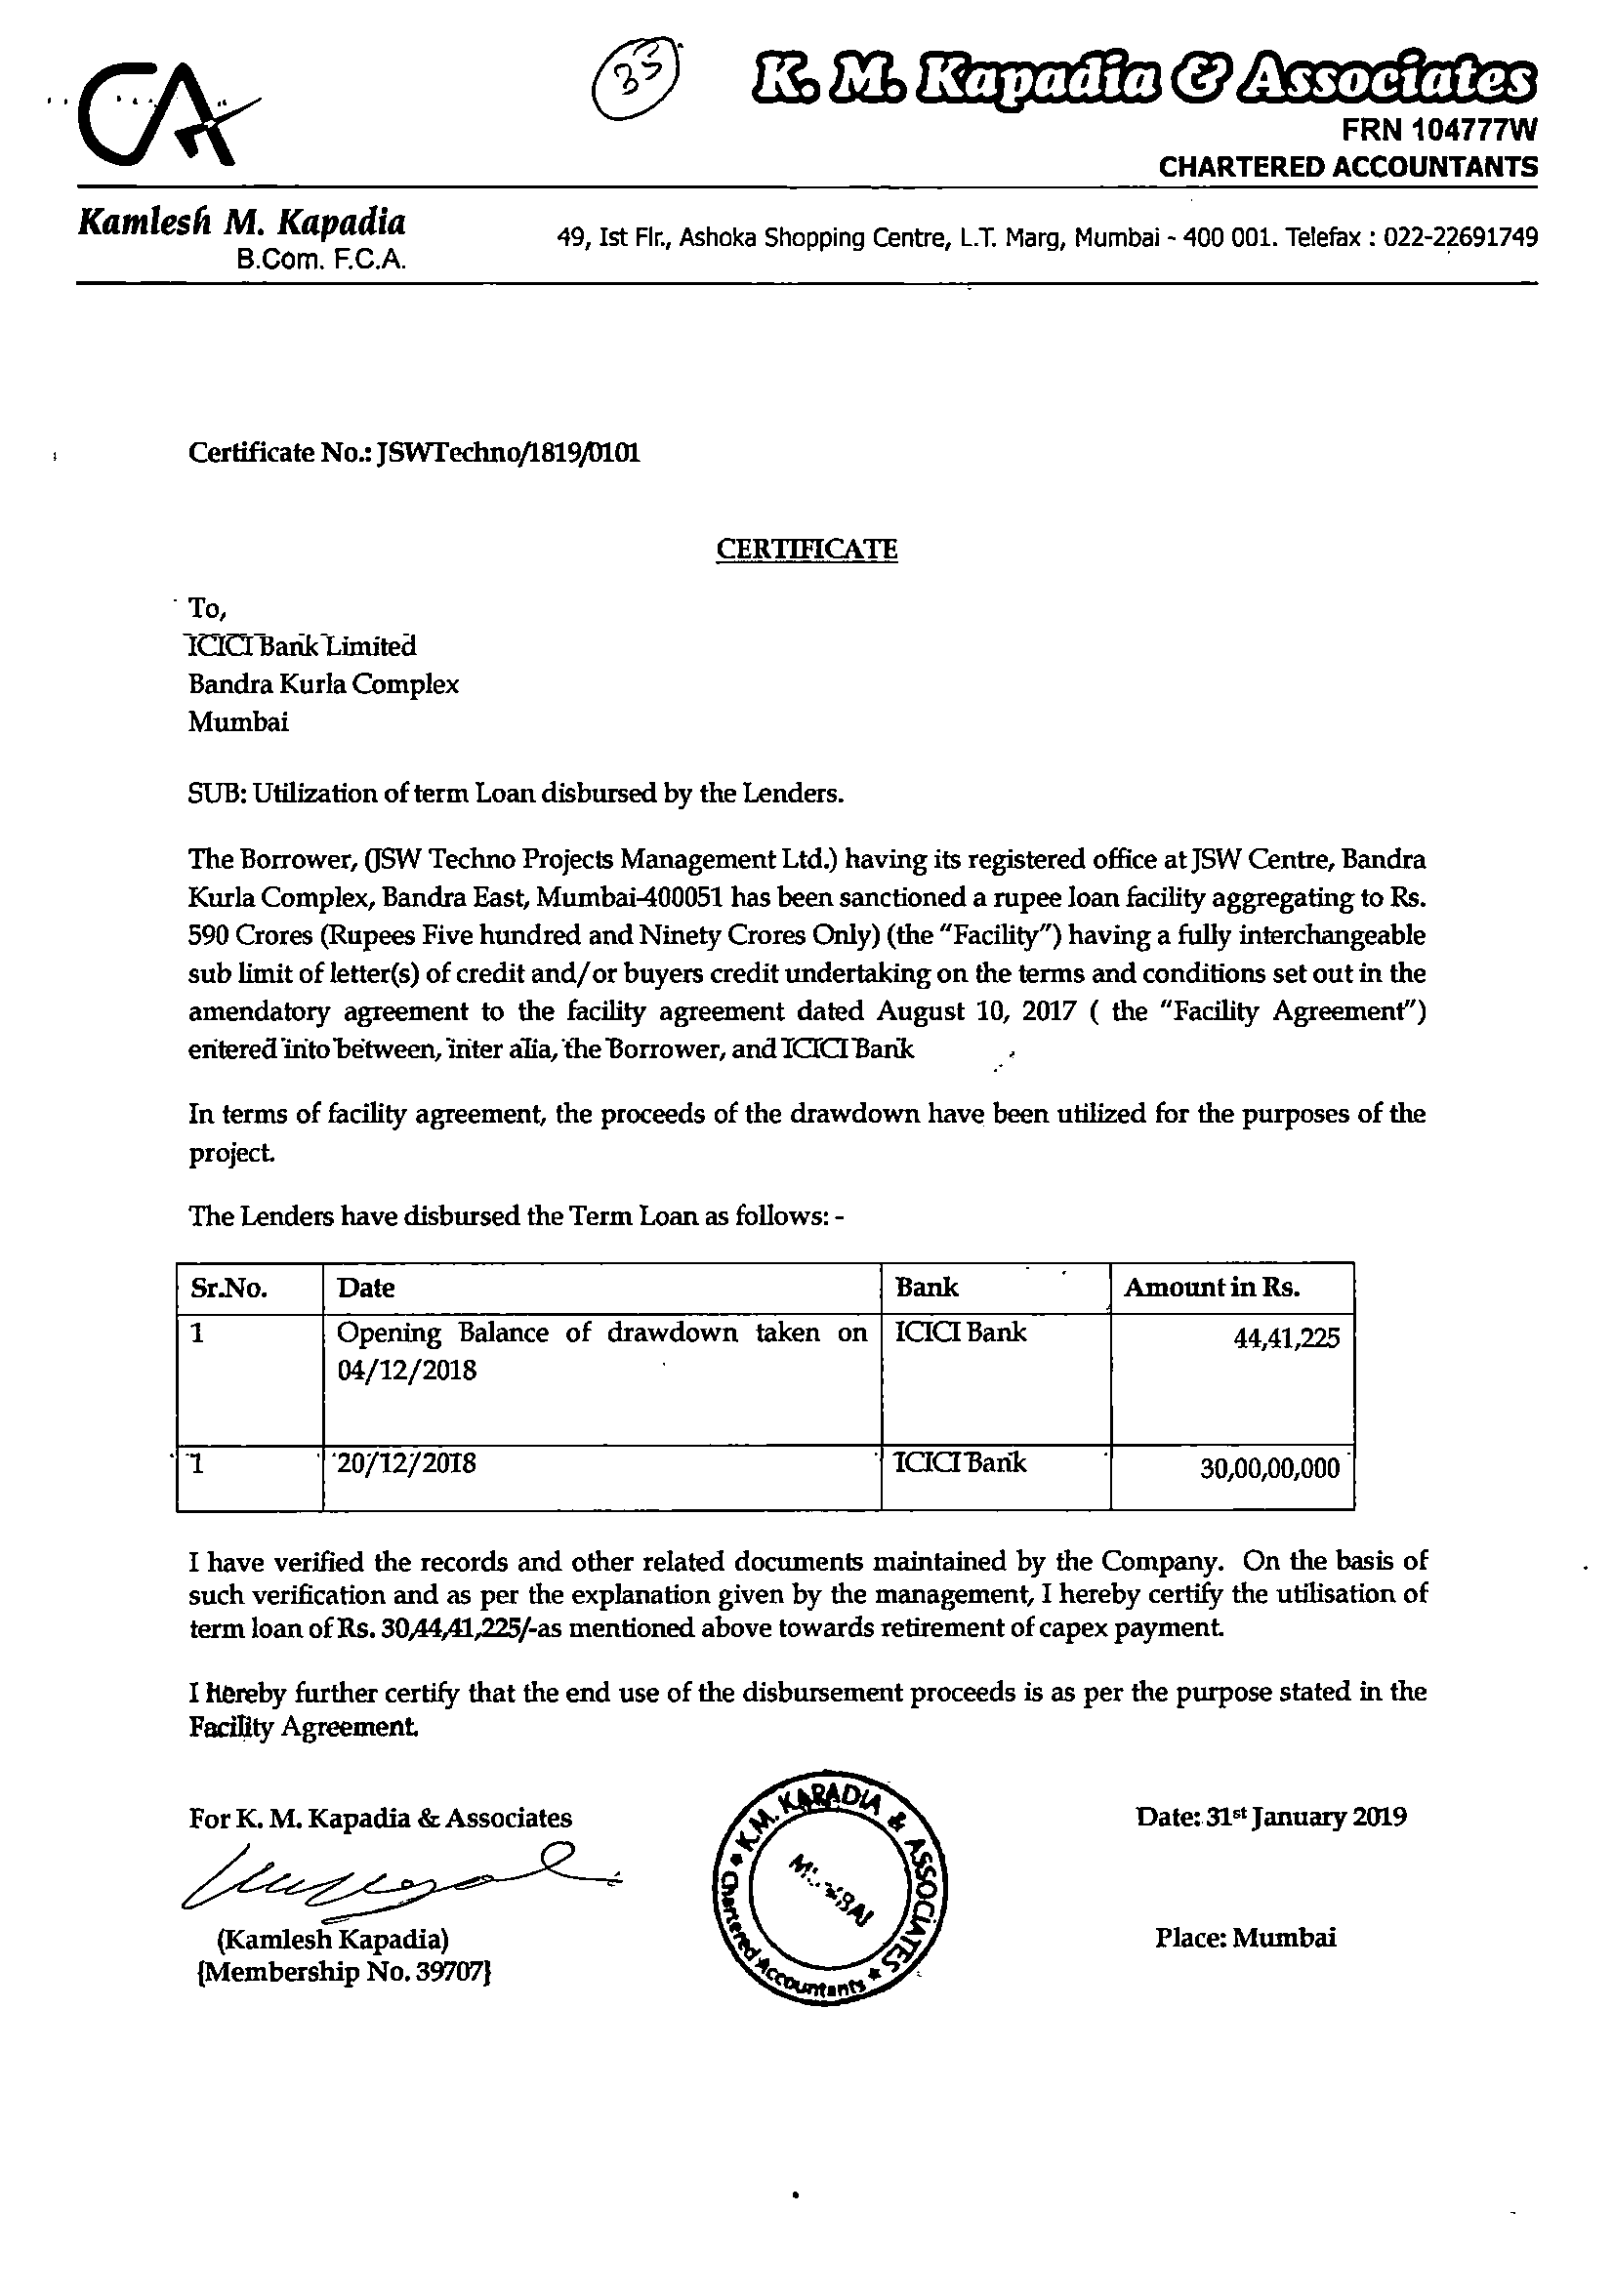 CA
35
K. M. Kapadia & Associates
FRN 104777W
CHARTERED ACCOUNTANTS
Kamlesh M. Kapadia
B.Com. F.C.A.
49, Ist Flr., Ashoka Shopping Centre, L.T. Marg, Mumbai - 400 001. Telefax : 022-22691749
Certificate No.: JSWTechno/1819/0101
CERTIFICATE
To,
ICICI Bank Limited
Bandra Kurla Complex
Mumbai
SUB: Utilization of term Loan disbursed by the Lenders.
The Borrower, (JSW Techno Projects Management Ltd.) having its registered office at JSW Centre, Bandra
Kurla Complex, Bandra East, Mumbai-400051 has been sanctioned a rupee loan facility aggregating to Rs.
590 Crores (Rupees Five hundred and Ninety Crores Only) (the "Facility") having a fully interchangeable
sub limit of letter(s) of credit and/or buyers credit undertaking on the terms and conditions set out in the
amendatory agreement to the facility agreement dated August 10, 2017 ( the "Facility Agreement")
entered into between, inter alia, the Borrower, and ICICI Bank
In terms of facility agreement, the proceeds of the drawdown have been utilized for the purposes of the
project.
The Lenders have disbursed the Term Loan as follows: -
Sr.No. Date Bank Amount in Rs.
1 Opening Balance of drawdown taken on ICICI Bank 44,41,225
04/12/2018
1 20/12/2018 ICICI Bank 30,00,00,000
I have verified the records and other related documents maintained by the Company. On the basis of
such verification and as per the explanation given by the management, I hereby certify the utilisation of
term loan of Rs. 30,44,41,225/-as mentioned above towards retirement of capex payment.
I hereby further certify that the end use of the disbursement proceeds is as per the purpose stated in the
Facility Agreement.
For K. M. Kapadia & Associates
Date: 31st January 2019
K.M. KAPADIA & ASSOCIATES
Chartered Accountants
MUMBAI
(Kamlesh Kapadia)
{Membership No. 39707}
Place: Mumbai